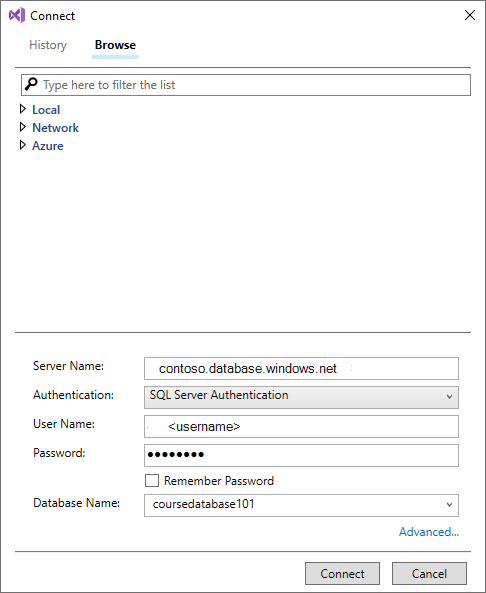 Connect
History Browse
Type here to filter the list
Local
Network
Azure
Server Name: contoso.database.windows.net
Authentication: SQL Server Authentication
User Name: <username>
Password: ●●●●●●●●
Remember Password
Database Name: coursedatabase101
Advanced...
Connect Cancel